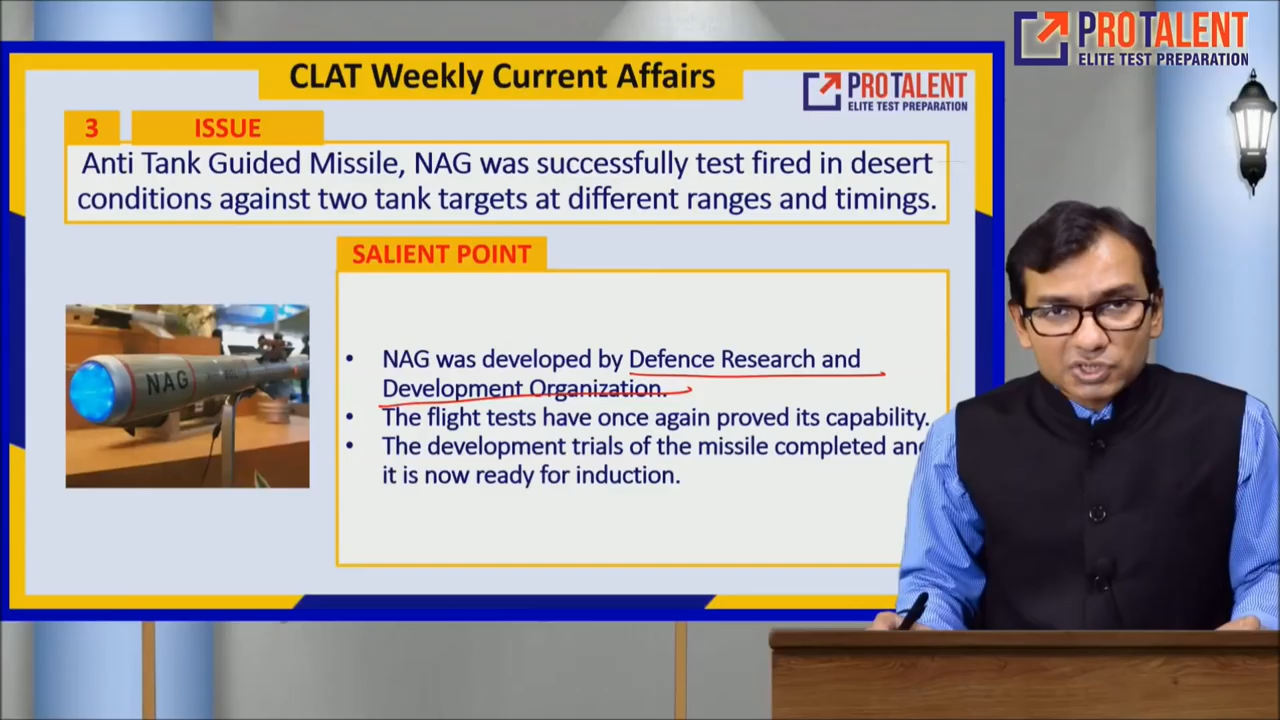 PROTALENT
ELITE TEST PREPARATION
CLAT Weekly Current Affairs
PROTALENT
ELITE TEST PREPARATION
3
ISSUE
Anti Tank Guided Missile, NAG was successfully test fired in desert
conditions against two tank targets at different ranges and timings.
SALIENT POINT
NAG
• NAG was developed by Defence Research and
Development Organization.
• The flight tests have once again proved its capability.
• The development trials of the missile completed and
it is now ready for induction.